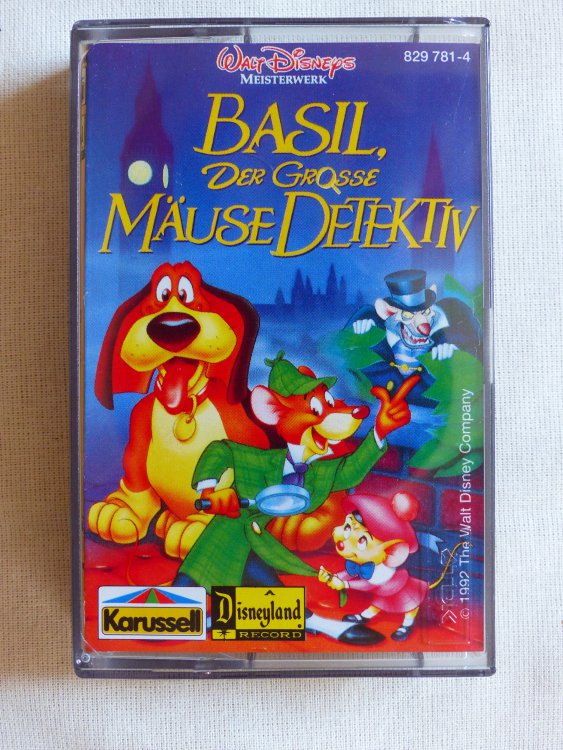 Walt Disneys
829 781-4
MEISTERWERK
BASIL,
DER GROSSE
MÄUSE DETEKTIV
© 1992 The Walt Disney Company
Karussell
Disneyland
RECORD